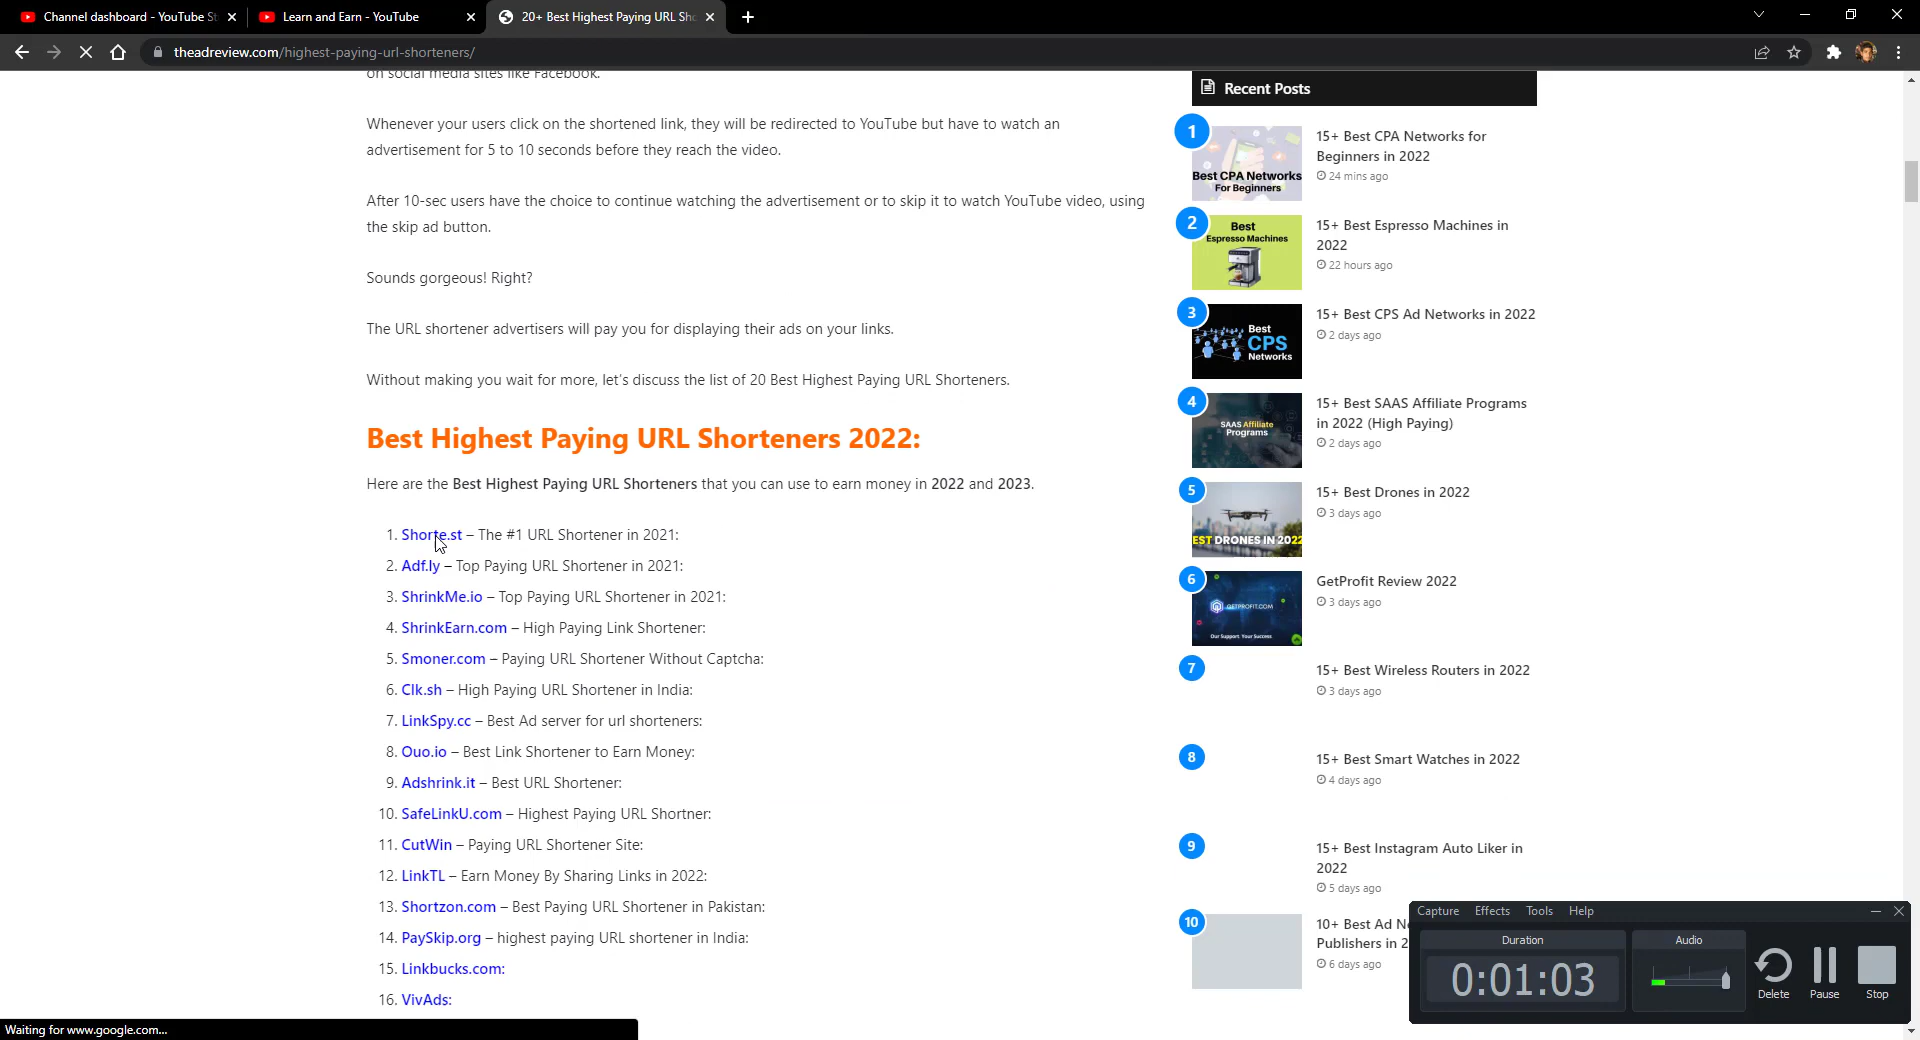 Channel dashboard - YouTube St
Learn and Earn - YouTube
20+ Best Highest Paying URL Sho
theadreview.com/highest-paying-url-shorteners/
on social media sites like Facebook.
Whenever your users click on the shortened link, they will be redirected to YouTube but have to watch an
advertisement for 5 to 10 seconds before they reach the video.
After 10-sec users have the choice to continue watching the advertisement or to skip it to watch YouTube video, using
the skip ad button.
Sounds gorgeous! Right?
The URL shortener advertisers will pay you for displaying their ads on your links.
Without making you wait for more, let's discuss the list of 20 Best Highest Paying URL Shorteners.
Best Highest Paying URL Shorteners 2022:
Here are the Best Highest Paying URL Shorteners that you can use to earn money in 2022 and 2023.
1. Shorte.st – The #1 URL Shortener in 2021:
2. Adf.ly – Top Paying URL Shortener in 2021:
3. ShrinkMe.io – Top Paying URL Shortener in 2021:
4. ShrinkEarn.com – High Paying Link Shortener:
5. Smoner.com – Paying URL Shortener Without Captcha:
6. Clk.sh – High Paying URL Shortener in India:
7. LinkSpy.cc – Best Ad server for url shorteners:
8. Ouo.io – Best Link Shortener to Earn Money:
9. Adshrink.it – Best URL Shortener:
10. SafeLinkU.com – Highest Paying URL Shortner:
11. CutWin – Paying URL Shortener Site:
12. LinkTL – Earn Money By Sharing Links in 2022:
13. Shortzon.com – Best Paying URL Shortener in Pakistan:
14. PaySkip.org – highest paying URL shortener in India:
15. Linkbucks.com:
16. VivAds:
Waiting for www.google.com...
Recent Posts
1
Best CPA Networks
For Beginners
15+ Best CPA Networks for
Beginners in 2022
24 mins ago
2
Best
Espresso Machines
15+ Best Espresso Machines in
2022
22 hours ago
3
Best
CPS
Networks
15+ Best CPS Ad Networks in 2022
2 days ago
4
SAAS Affiliate
Programs
15+ Best SAAS Affiliate Programs
in 2022 (High Paying)
2 days ago
5
EST DRONES IN 2022
15+ Best Drones in 2022
3 days ago
6
GETPROFIT.COM
Our Support. Your Success
GetProfit Review 2022
3 days ago
7
15+ Best Wireless Routers in 2022
3 days ago
8
15+ Best Smart Watches in 2022
4 days ago
9
15+ Best Instagram Auto Liker in
2022
5 days ago
10
10+ Best Ad Ne
Publishers in 2
6 days ago
Capture Effects Tools Help
Duration
0:01:03
Audio
Delete
Pause
Stop